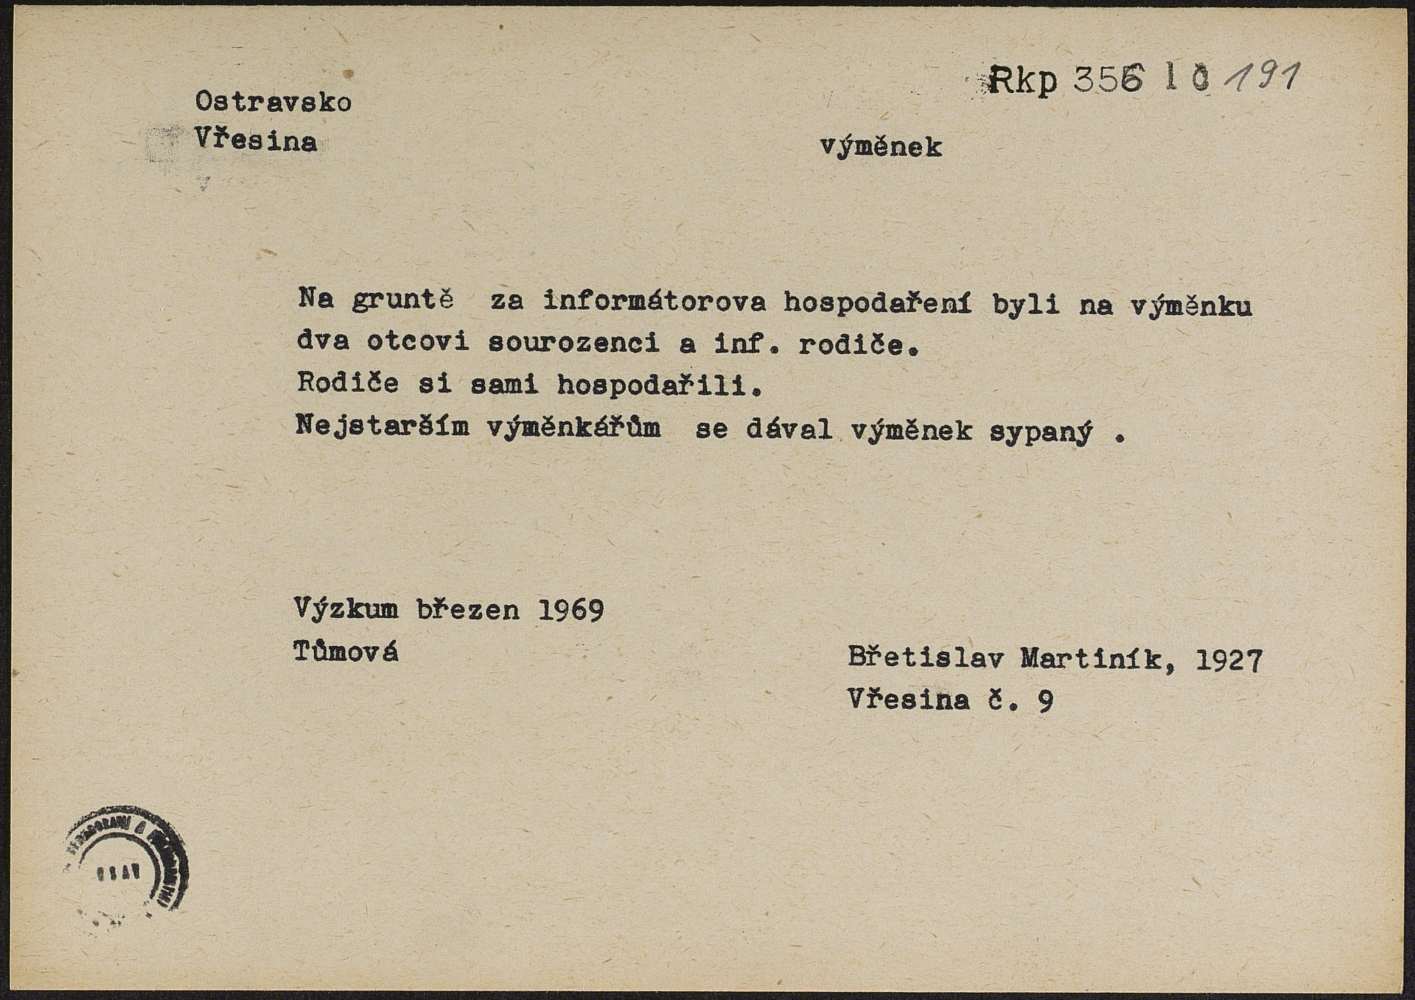 Rkp 356 191
Ostravsko
Vřesina
výměnek
Na gruntě za informátorova hospodaření byli na výměnku
dva otcovi sourozenci a inf. rodiče.
Rodiče si sami hospodařili.
Nejstarším výměnkářům se dával výměnek sypaný .
Výzkum březen 1969
Tůmová
Břetislav Martiník, 1927
Vřesina č. 9